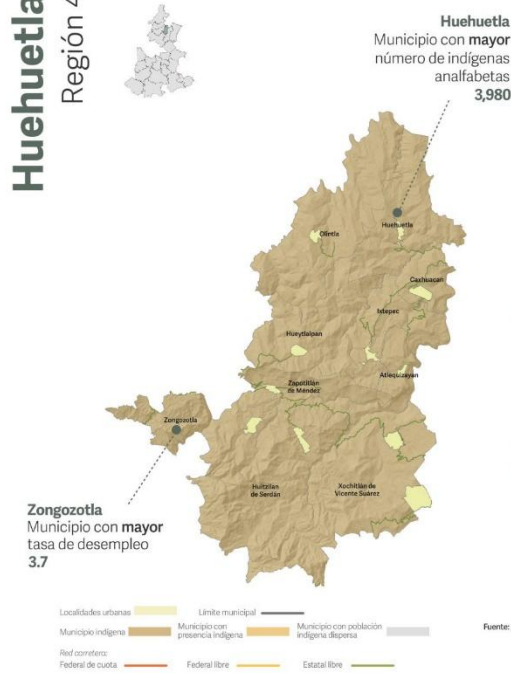 Huehuetla
Región 4
Huehuetla
Municipio con mayor
número de indígenas
analfabetas
3,980
Olintla
Huehuetla
Caxhuacan
Ixtepec
Hueytlalpan
Atlequizayan
Zapotitlán
de Méndez
Zongozotla
Huitzilan
de Serdán
Xochitlán de
Vicente Suárez
Zongozotla
Municipio con mayor
tasa de desempleo
3.7
Localidades urbanas
Límite municipal
Municipio indígena
Municipio con
presencia indígena
Municipio con población
indígena dispersa
Fuente:
Red carretera:
Federal de cuota
Federal libre
Estatal libre